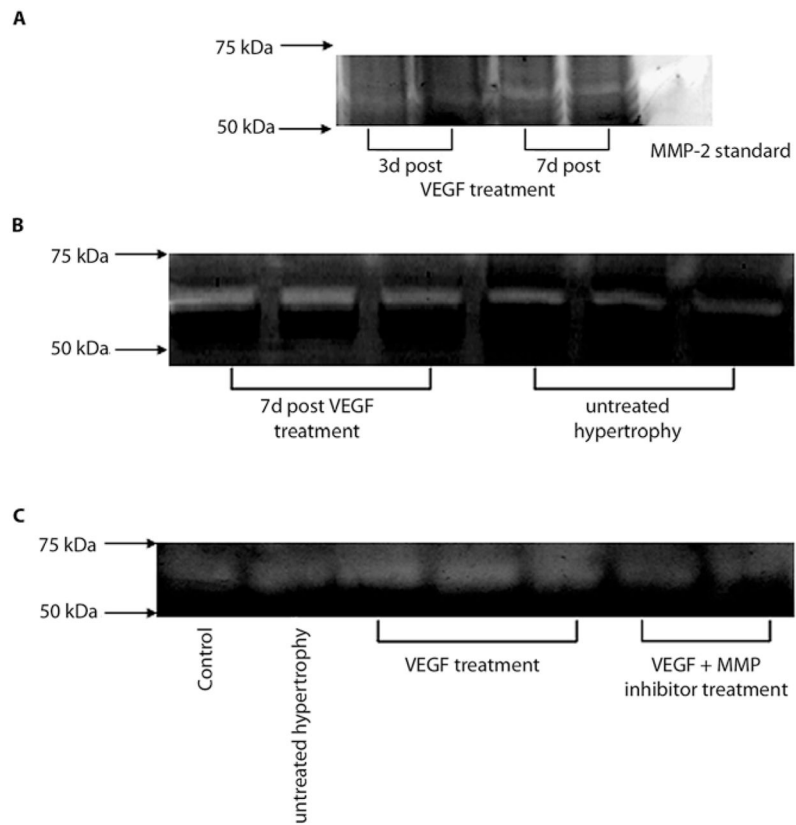 A
75 kDa
50 kDa
3d post 7d post
VEGF treatment
MMP-2 standard
B
75 kDa
50 kDa
7d post VEGF
treatment
untreated
hypertrophy
C
75 kDa
50 kDa
Control
untreated hypertrophy
VEGF treatment
VEGF + MMP
inhibitor treatment